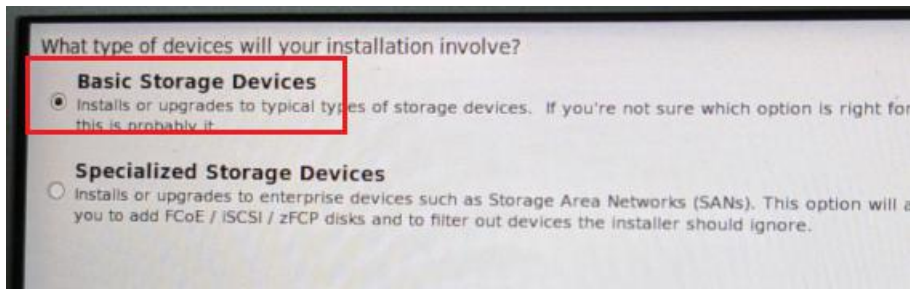 What type of devices will your installation involve?
Basic Storage Devices
Installs or upgrades to typical types of storage devices. If you're not sure which option is right for
this is probably it.
Specialized Storage Devices
Installs or upgrades to enterprise devices such as Storage Area Networks (SANs). This option will
you to add FCoE / iSCSI / zFCP disks and to filter out devices the installer should ignore.